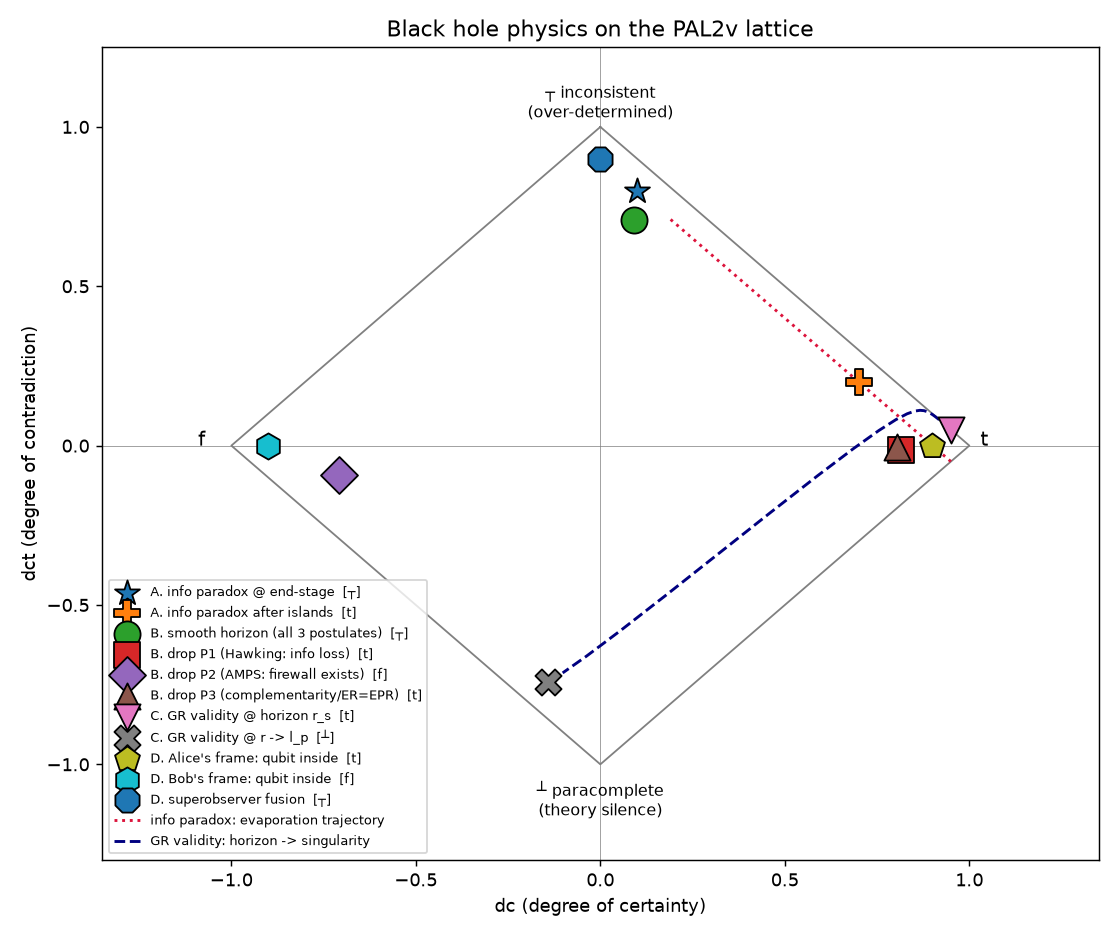 Black hole physics on the PAL2v lattice
┬ inconsistent
(over-determined)
1.0
0.5
0.0
−0.5
−1.0
dct (degree of contradiction)
f
t
┴ paracomplete
(theory silence)
A. info paradox @ end-stage [┬]
A. info paradox after islands [t]
B. smooth horizon (all 3 postulates) [┬]
B. drop P1 (Hawking: info loss) [t]
B. drop P2 (AMPS: firewall exists) [f]
B. drop P3 (complementarity/ER=EPR) [t]
C. GR validity @ horizon r_s [t]
C. GR validity @ r -> l_p [┴]
D. Alice's frame: qubit inside [t]
D. Bob's frame: qubit inside [f]
D. superobserver fusion [┬]
info paradox: evaporation trajectory
GR validity: horizon -> singularity
−1.0
−0.5
0.0
0.5
1.0
dc (degree of certainty)